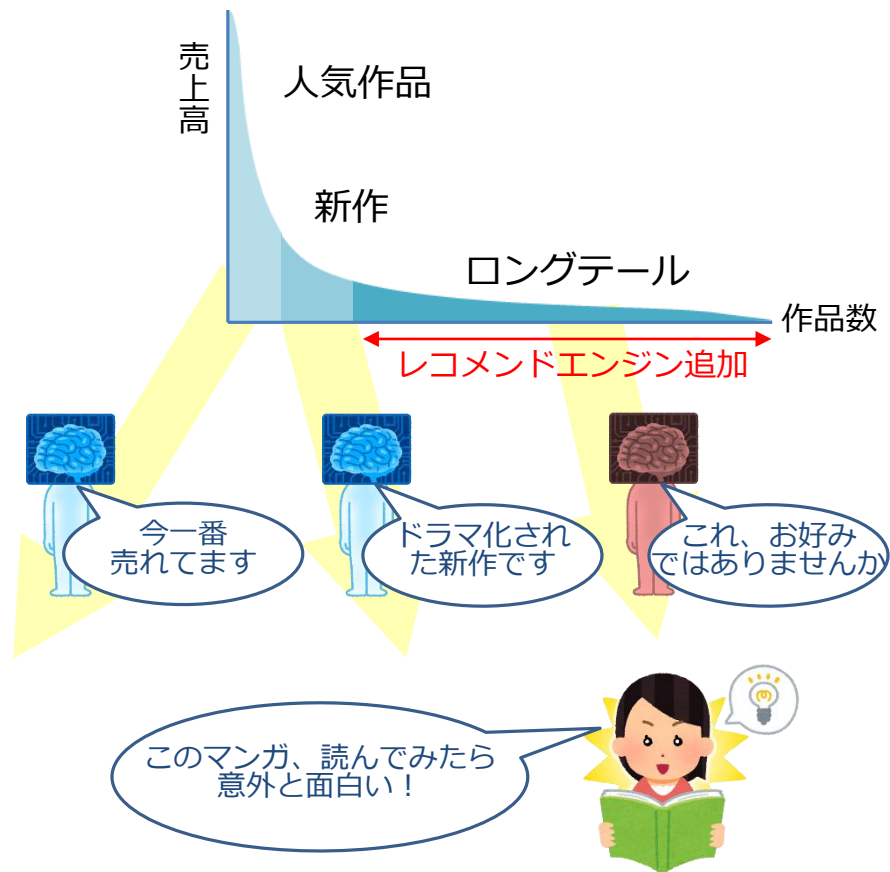 売上高
人気作品
新作
ロングテール
作品数
レコメンドエンジン追加
今一番
売れてます
ドラマ化され
た新作です
これ、お好み
ではありませんか
このマンガ、読んでみたら
意外と面白い！